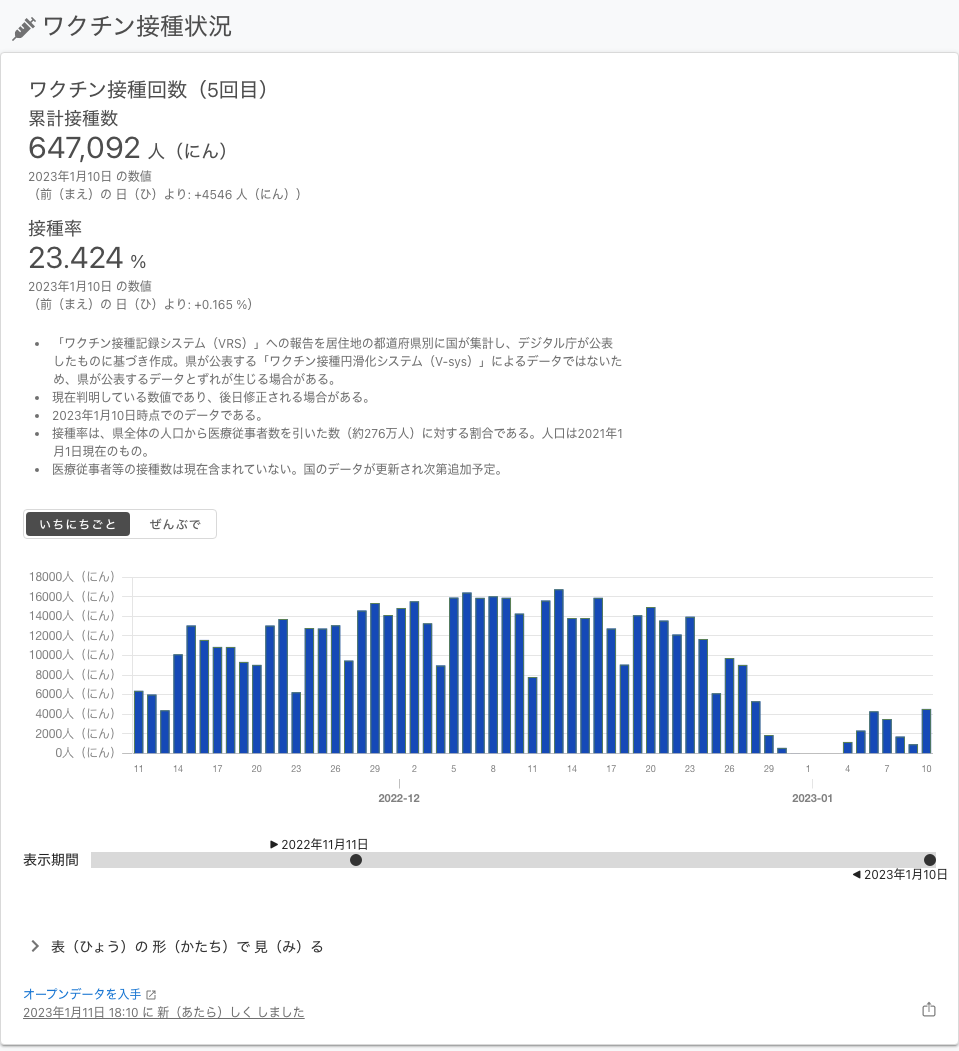 ワクチン接種状況
ワクチン接種回数（5回目）
累計接種数
647,092 人（にん）
2023年1月10日 の数値
（前（まえ）の 日（ひ）より: +4546 人（にん））
接種率
23.424 %
2023年1月10日 の数値
（前（まえ）の 日（ひ）より: +0.165 %）
• 「ワクチン接種記録システム（VRS）」への報告を居住地の都道府県別に国が集計し、デジタル庁が公表
したものに基づき作成。県が公表する「ワクチン接種円滑化システム（V-sys）」によるデータではないた
め、県が公表するデータとずれが生じる場合がある。
• 現在判明している数値であり、後日修正される場合がある。
• 2023年1月10日時点でのデータである。
• 接種率は、県全体の人口から医療従事者数を引いた数（約276万人）に対する割合である。人口は2021年1
月1日現在のもの。
• 医療従事者等の接種数は現在含まれていない。国のデータが更新され次第追加予定。
いちにちごと ぜんぶで
18000人（にん）
16000人（にん）
14000人（にん）
12000人（にん）
10000人（にん）
8000人（にん）
6000人（にん）
4000人（にん）
2000人（にん）
0人（にん）
11 14 17 20 23 26 29 2 5 8 11 14 17 20 23 26 29 1 4 7 10
2022-12 2023-01
2022年11月11日
表示期間
2023年1月10日
表（ひょう）の 形（かたち）で 見（み）る
オープンデータを入手
2023年1月11日 18:10 に 新（あたら）しく しました